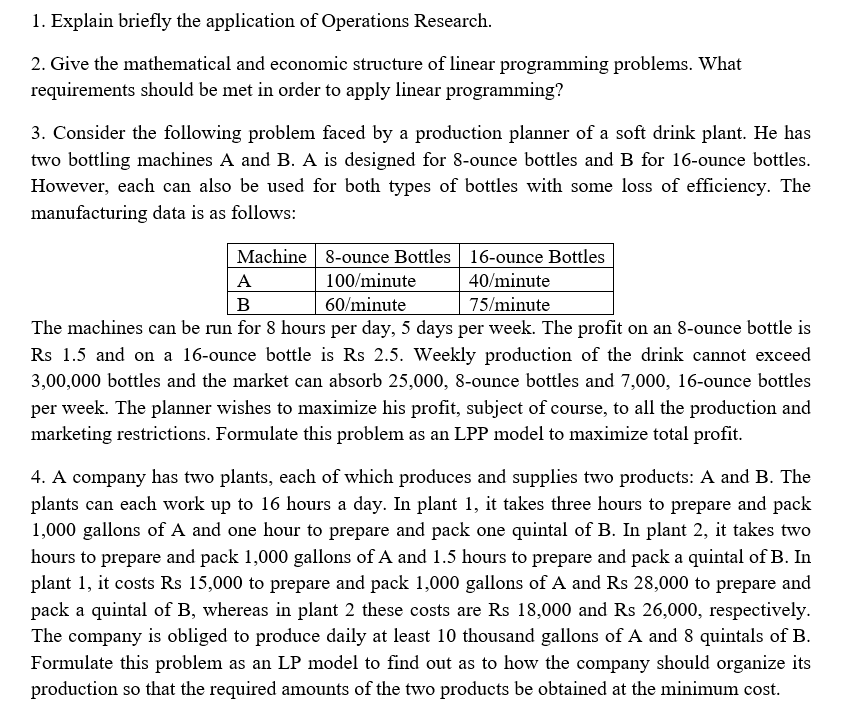 1. Explain briefly the application of Operations Research.
2. Give the mathematical and economic structure of linear programming problems. What
requirements should be met in order to apply linear programming?
3. Consider the following problem faced by a production planner of a soft drink plant. He has
two bottling machines A and B. A is designed for 8-ounce bottles and B for 16-ounce bottles.
However, each can also be used for both types of bottles with some loss of efficiency. The
manufacturing data is as follows:
Machine 8-ounce Bottles 16-ounce Bottles
A 100/minute 40/minute
B 60/minute 75/minute
The machines can be run for 8 hours per day, 5 days per week. The profit on an 8-ounce bottle is
Rs 1.5 and on a 16-ounce bottle is Rs 2.5. Weekly production of the drink cannot exceed
3,00,000 bottles and the market can absorb 25,000, 8-ounce bottles and 7,000, 16-ounce bottles
per week. The planner wishes to maximize his profit, subject of course, to all the production and
marketing restrictions. Formulate this problem as an LPP model to maximize total profit.
4. A company has two plants, each of which produces and supplies two products: A and B. The
plants can each work up to 16 hours a day. In plant 1, it takes three hours to prepare and pack
1,000 gallons of A and one hour to prepare and pack one quintal of B. In plant 2, it takes two
hours to prepare and pack 1,000 gallons of A and 1.5 hours to prepare and pack a quintal of B. In
plant 1, it costs Rs 15,000 to prepare and pack 1,000 gallons of A and Rs 28,000 to prepare and
pack a quintal of B, whereas in plant 2 these costs are Rs 18,000 and Rs 26,000, respectively.
The company is obliged to produce daily at least 10 thousand gallons of A and 8 quintals of B.
Formulate this problem as an LP model to find out as to how the company should organize its
production so that the required amounts of the two products be obtained at the minimum cost.